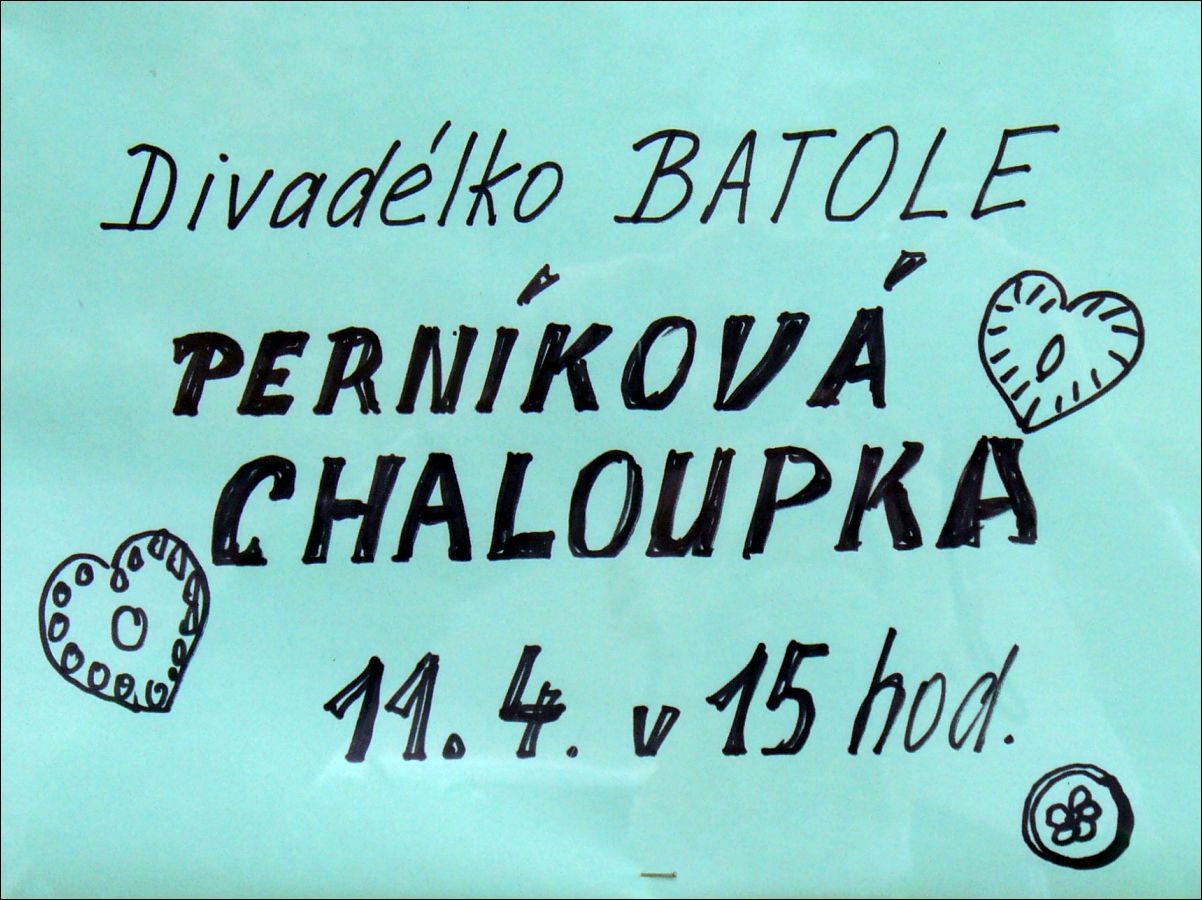 Divadélko BATOLE
PERNÍKOVÁ
CHALOUPKA
11. 4. v 15 hod.